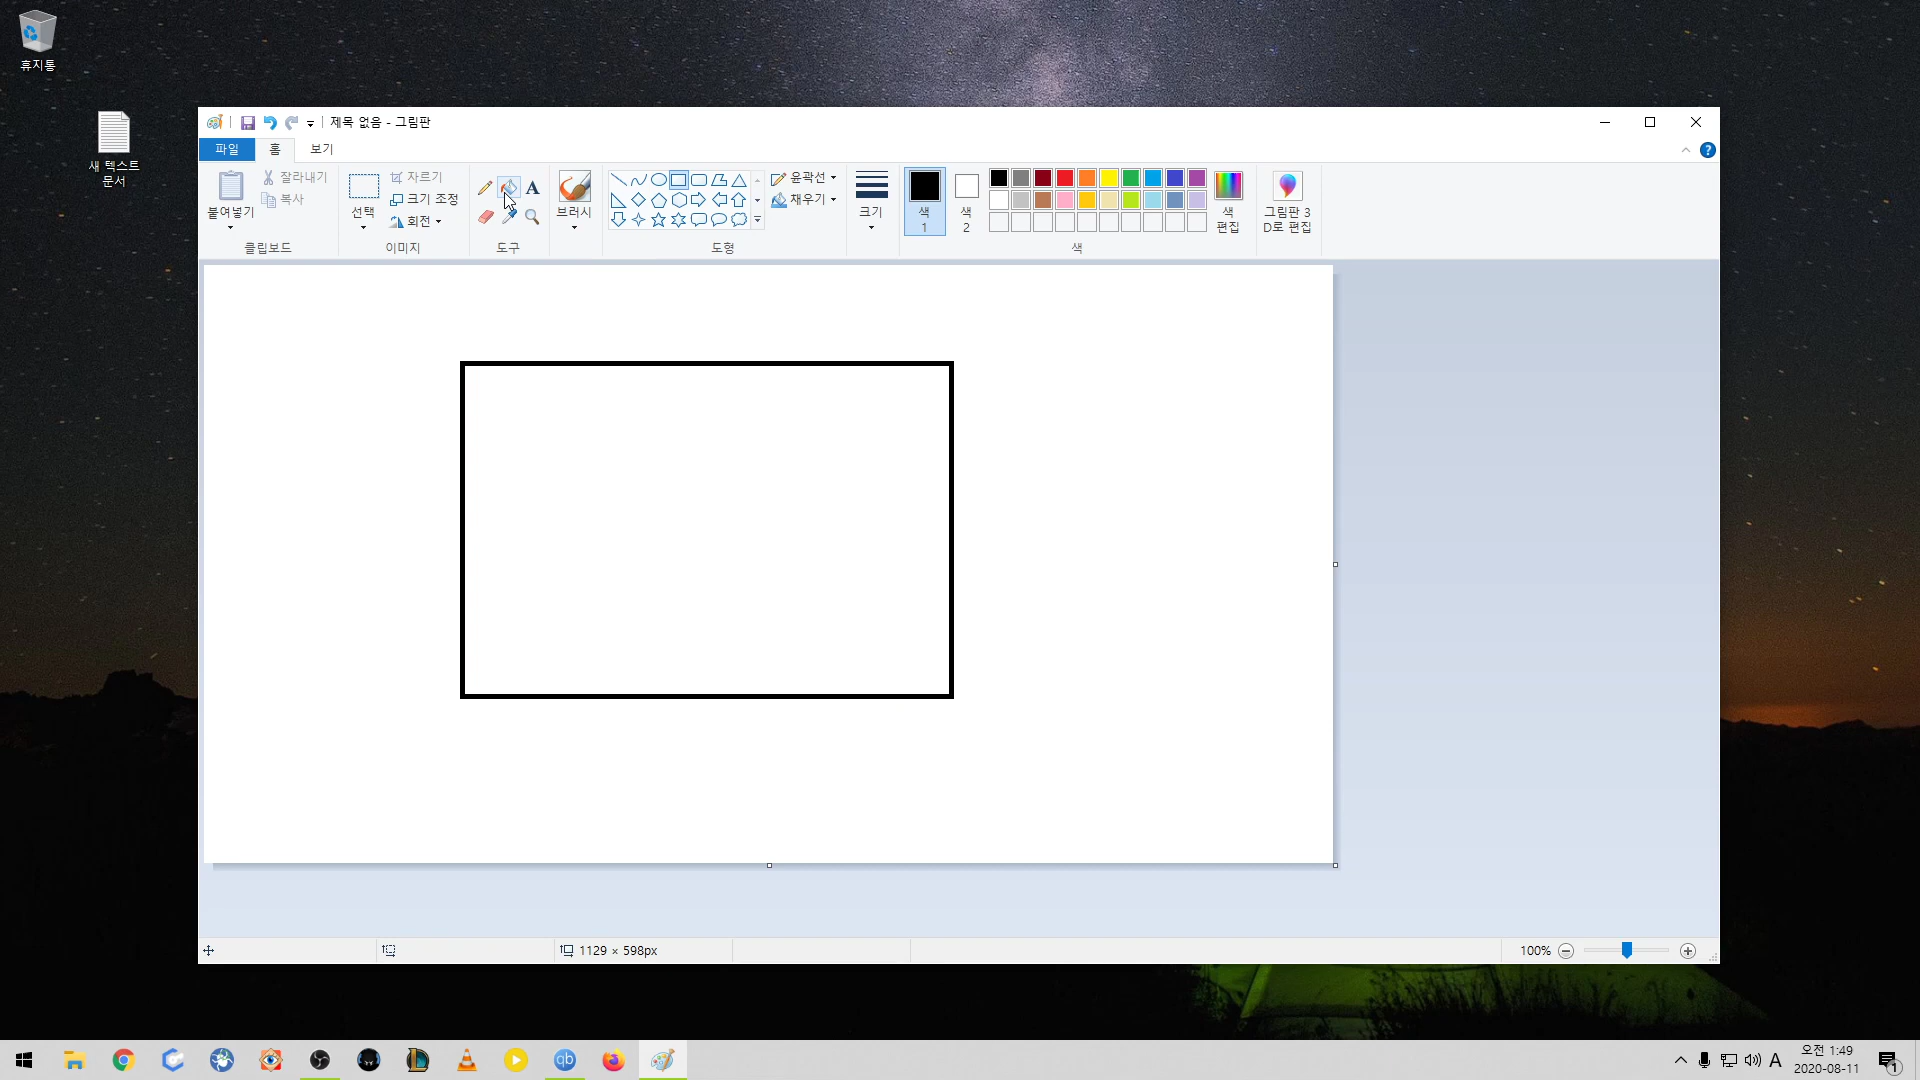 휴지통
새 텍스트
문서
제목 없음 - 그림판
파일
홈
보기
붙여넣기
잘라내기
복사
클립보드
선택
자르기
크기 조정
회전
이미지
A
도구
브러시
윤곽선
채우기
도형
크기
색
1
색
2
색
편집
색
그림판 3
D로 편집
?
1129 × 598px
100%
qb
A
오전 1:49
2020-08-11
1